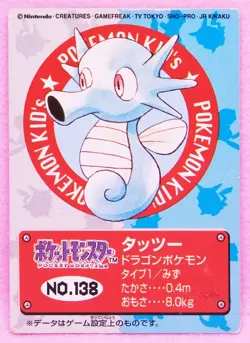 ©Nintendo・CREATURES・GAMEFREAK・TV TOKYO・SHO-PRO・JR KIKAKU
POKEMON KID's
POKEMON KID's
POKEMON KID's
ポケットモンスター™
POCKET MONSTERS
NO.138
タッツー
ドラゴンポケモン
タイプ1/みず
たかさ‥‥0.4m
おもさ‥‥8.0kg
※データはゲーム設定上のものです。